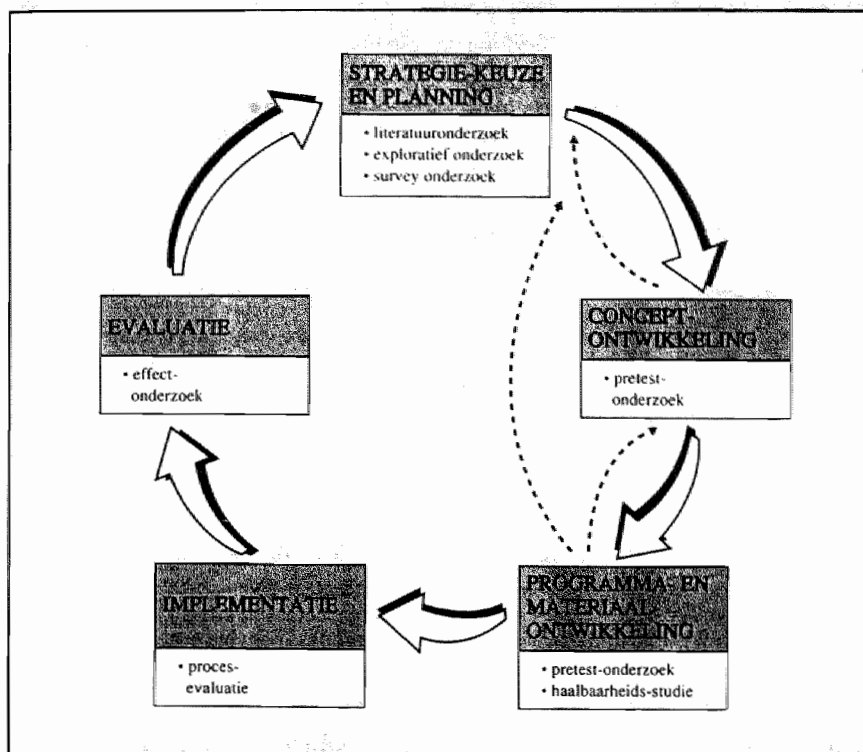 STRATEGIE-KEUZE
EN PLANNING
• literatuuronderzoek
• exploratief onderzoek
• survey onderzoek
CONCEPT-
ONTWIKKELING
• pretest-
onderzoek
PROGRAMMA- EN
MATERIAAL-
ONTWIKKELING
• pretest-onderzoek
• haalbaarheids-studie
IMPLEMENTATIE
• proces-
evaluatie
EVALUATIE
• effect-
onderzoek